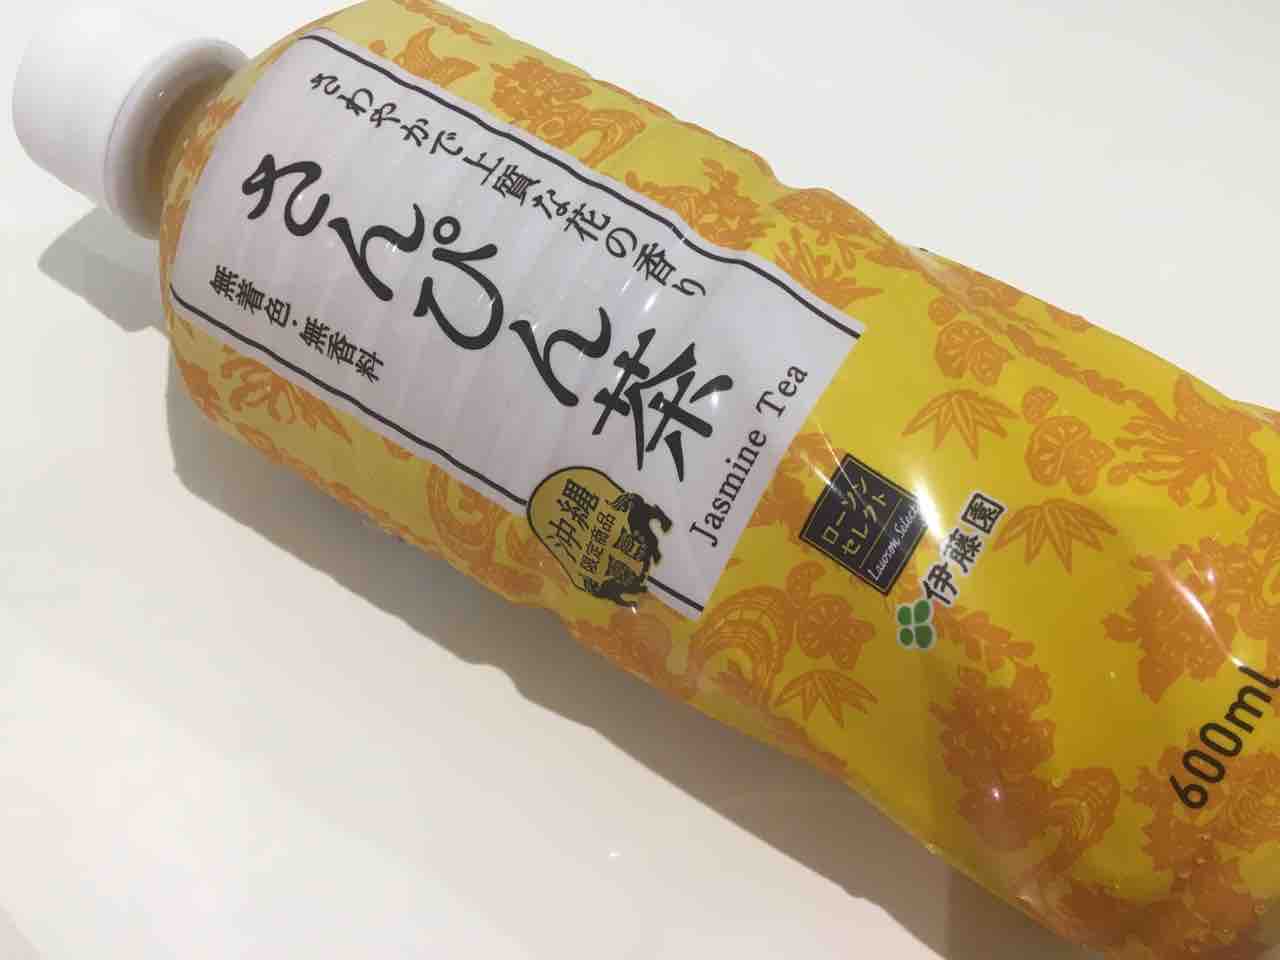 さわやかで上質な花の香り
さんぴん茶
無着色・無香料
Jasmine Tea
沖縄
限定商品
ローソン
セレクト
Lawson Select
伊藤園
600ml